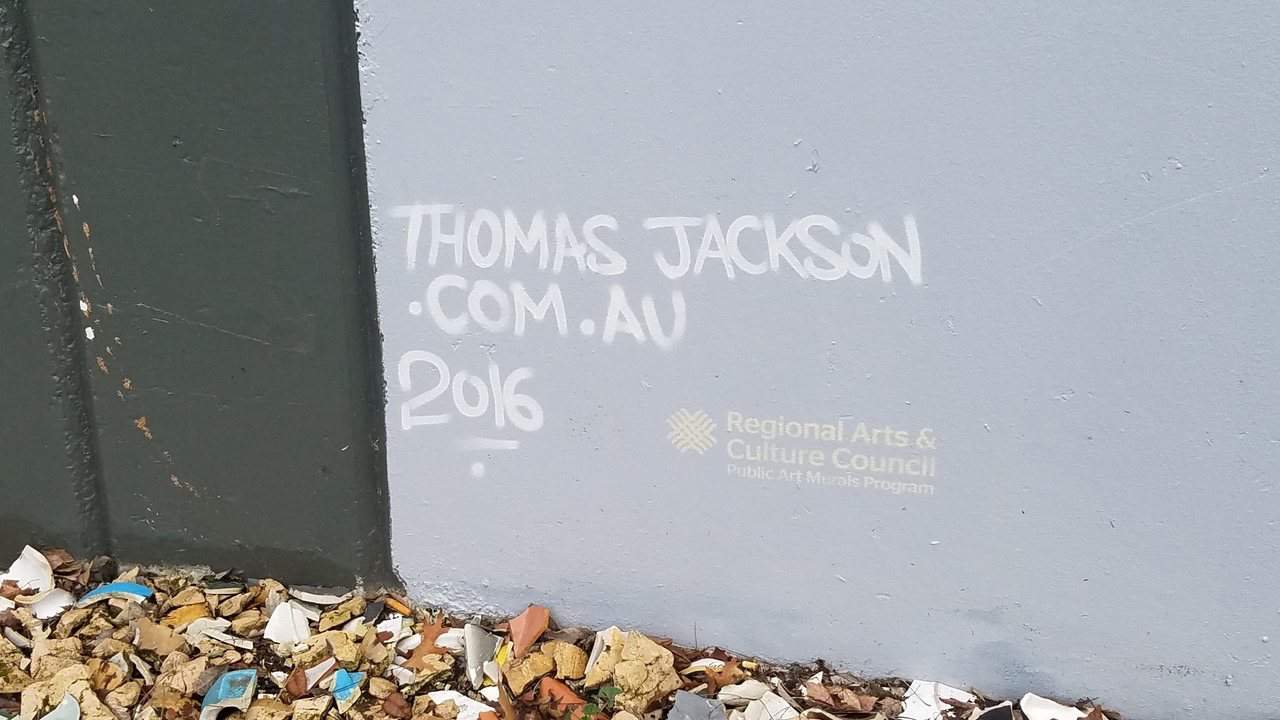 THOMAS JACKSON
.COM.AU
2016
Regional Arts &
Culture Council
Public Art Murals Program